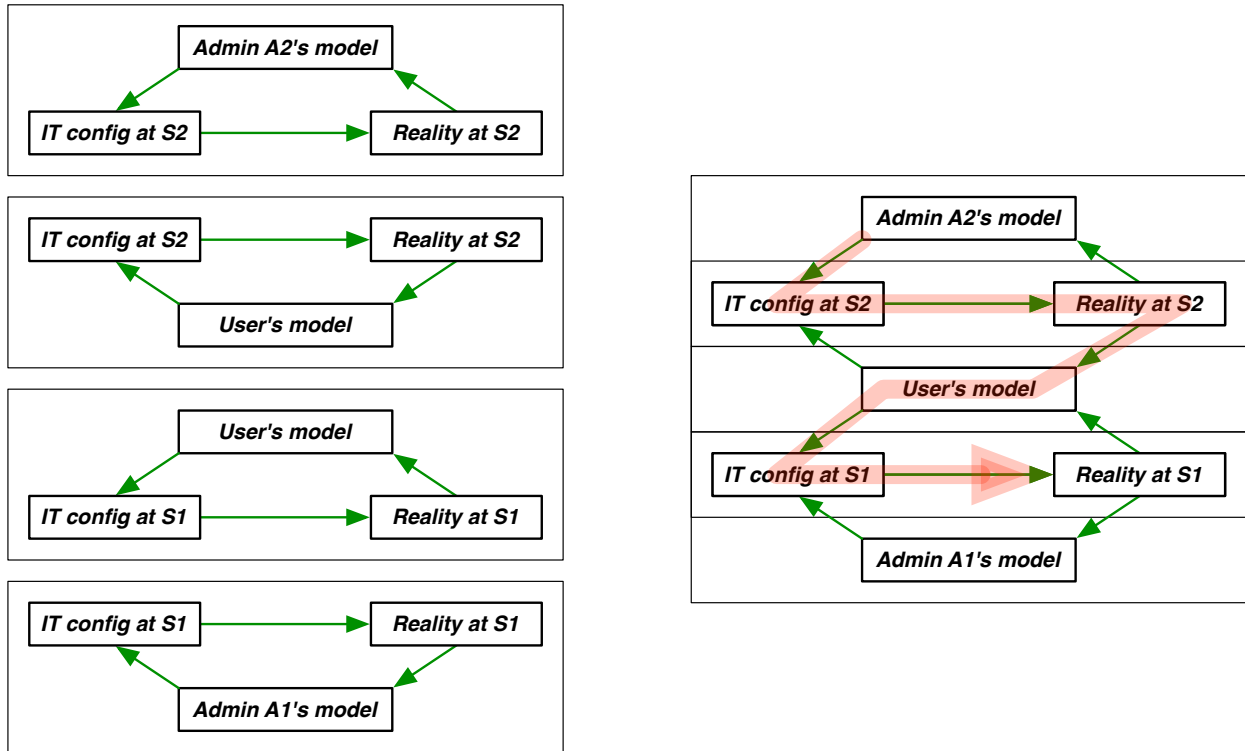 Admin A2's model
IT config at S2
Reality at S2
IT config at S2
Reality at S2
User's model
User's model
IT config at S1
Reality at S1
IT config at S1
Reality at S1
Admin A1's model
Admin A2's model
IT config at S2
Reality at S2
User's model
IT config at S1
Reality at S1
Admin A1's model